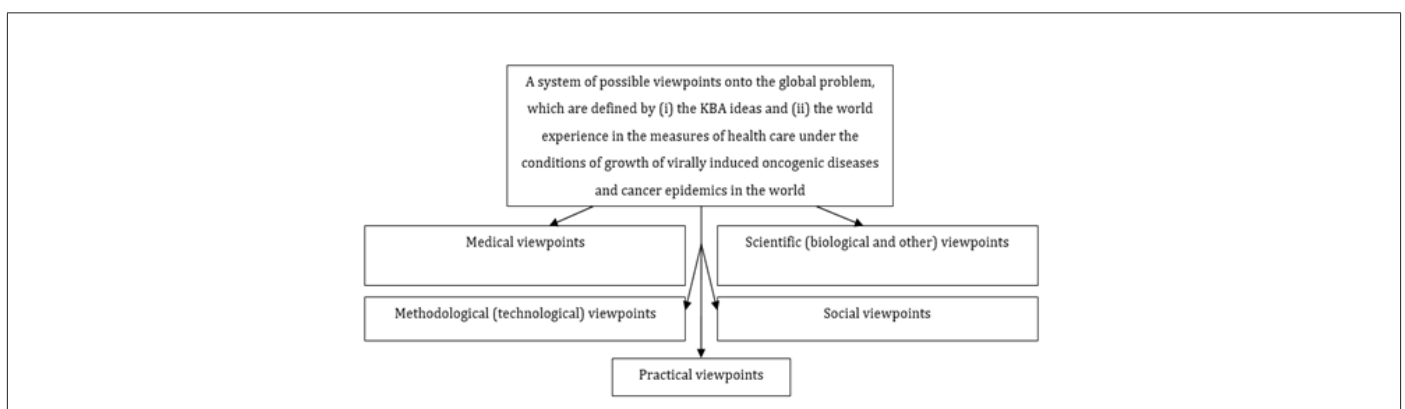 A system of possible viewpoints onto the global problem,
which are defined by (i) the KBA ideas and (ii) the world
experience in the measures of health care under the
conditions of growth of virally induced oncogenic diseases
and cancer epidemics in the world
Medical viewpoints
Scientific (biological and other) viewpoints
Methodological (technological) viewpoints
Social viewpoints
Practical viewpoints